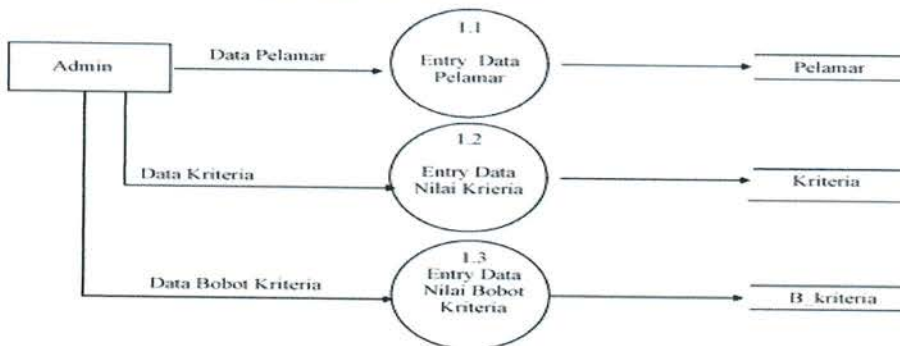 1.1
Data Pelamar
Admin
Entry Data
Pelamar
Pelamar
1.2
Data Kriteria
Entry Data
Nilai Krieria
Kriteria
1.3
Data Bobot Kriteria
Entry Data
Nilai Bobot
Kriteria
B_kriteria